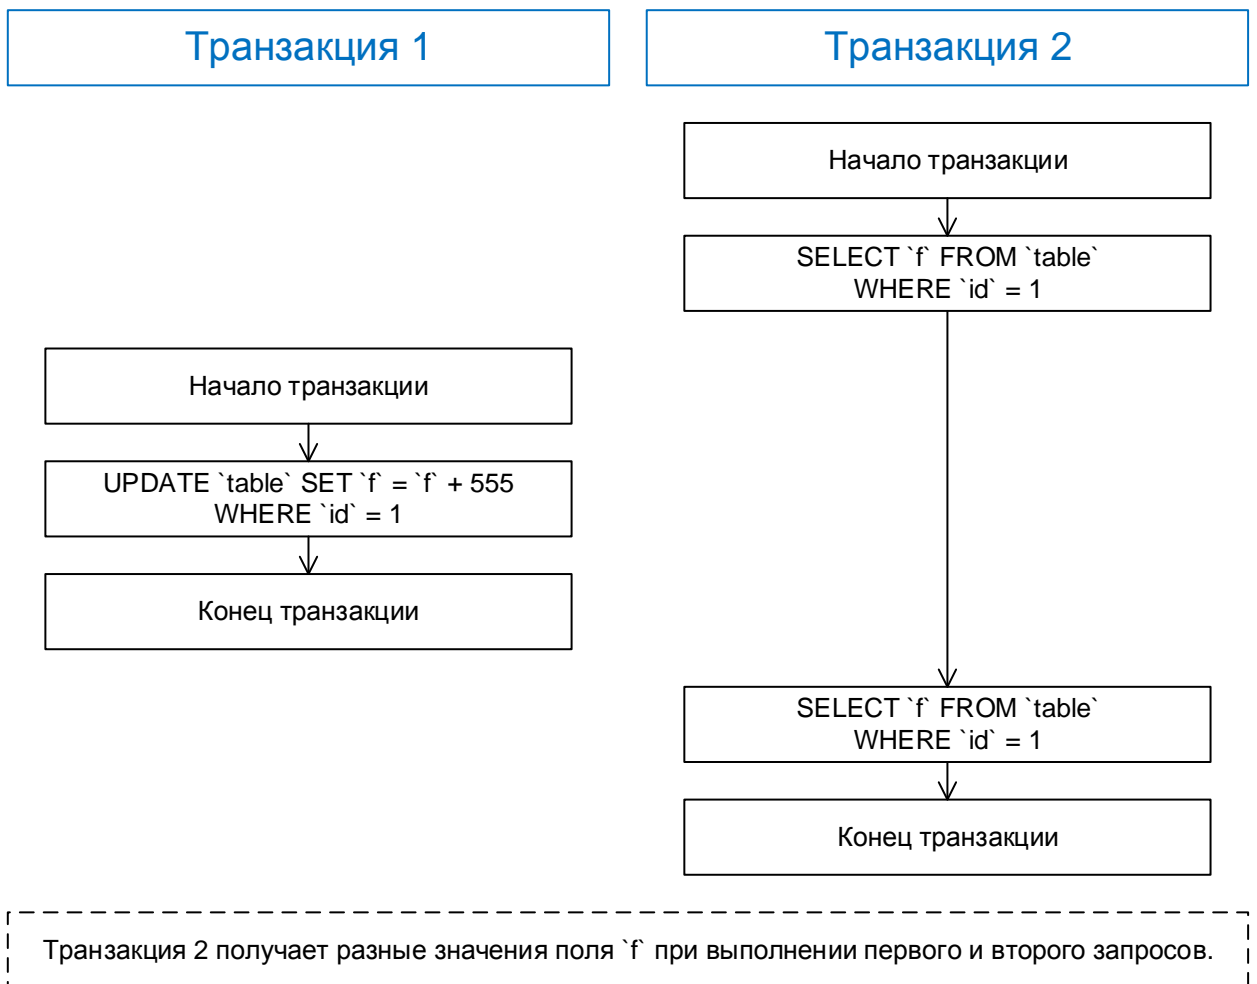 Транзакция 1
Транзакция 2
Начало транзакции
SELECT `f` FROM `table`
WHERE `id` = 1
Начало транзакции
UPDATE `table` SET `f` = `f` + 555
WHERE `id` = 1
Конец транзакции
SELECT `f` FROM `table`
WHERE `id` = 1
Конец транзакции
Транзакция 2 получает разные значения поля `f` при выполнении первого и второго запросов.